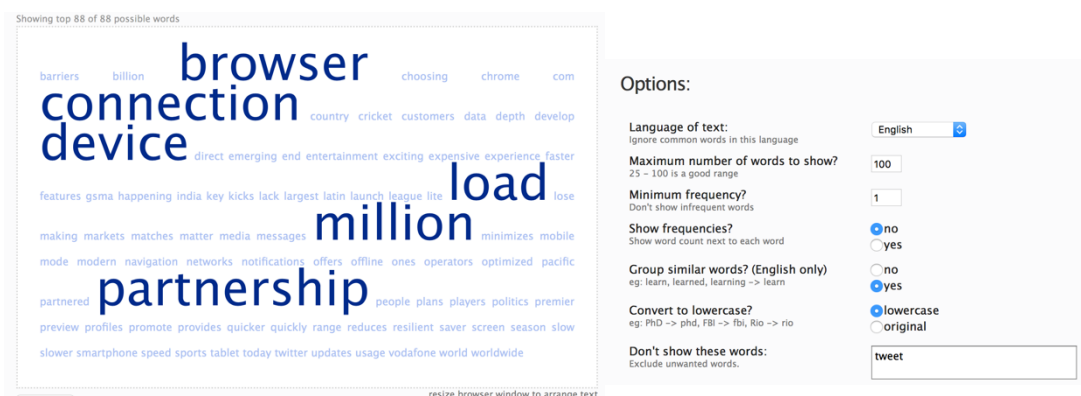 Showing top 88 of 88 possible words
barriers billion browser choosing chrome com
connection country cricket customers data depth develop
device direct emerging end entertainment exciting expensive experience faster
features gsma happening india key kicks lack largest latin launch league lite load lose
making markets matches matter media messages million minimizes mobile
mode modern navigation networks notifications offers offline ones operators optimized pacific
partnered partnership people plans players politics premier
preview profiles promote provides quicker quickly range reduces resilient saver screen season slow
slower smartphone speed sports tablet today twitter updates usage vodafone world worldwide
resize browser window to arrange text
Options:
Language of text:
English
Ignore common words in this language
Maximum number of words to show?
100
25 – 100 is a good range
Minimum frequency?
1
Don't show infrequent words
Show frequencies?
no
Show word count next to each word
yes
Group similar words? (English only)
no
eg: learn, learned, learning -> learn
yes
Convert to lowercase?
lowercase
eg: PhD -> phd, FBI -> fbi, Rio -> rio
original
Don't show these words:
tweet
Exclude unwanted words.